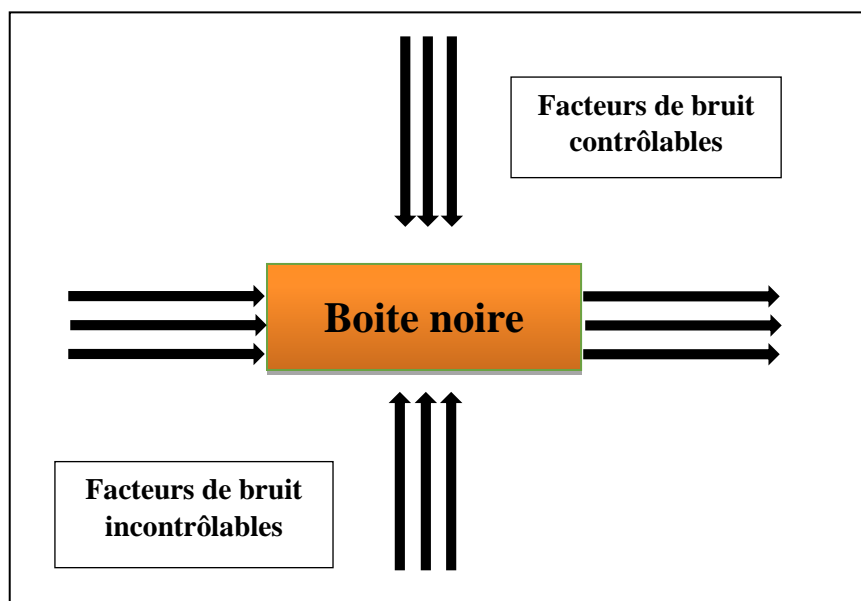 Facteurs de bruit
contrôlables
Boite noire
Facteurs de bruit
incontrôlables